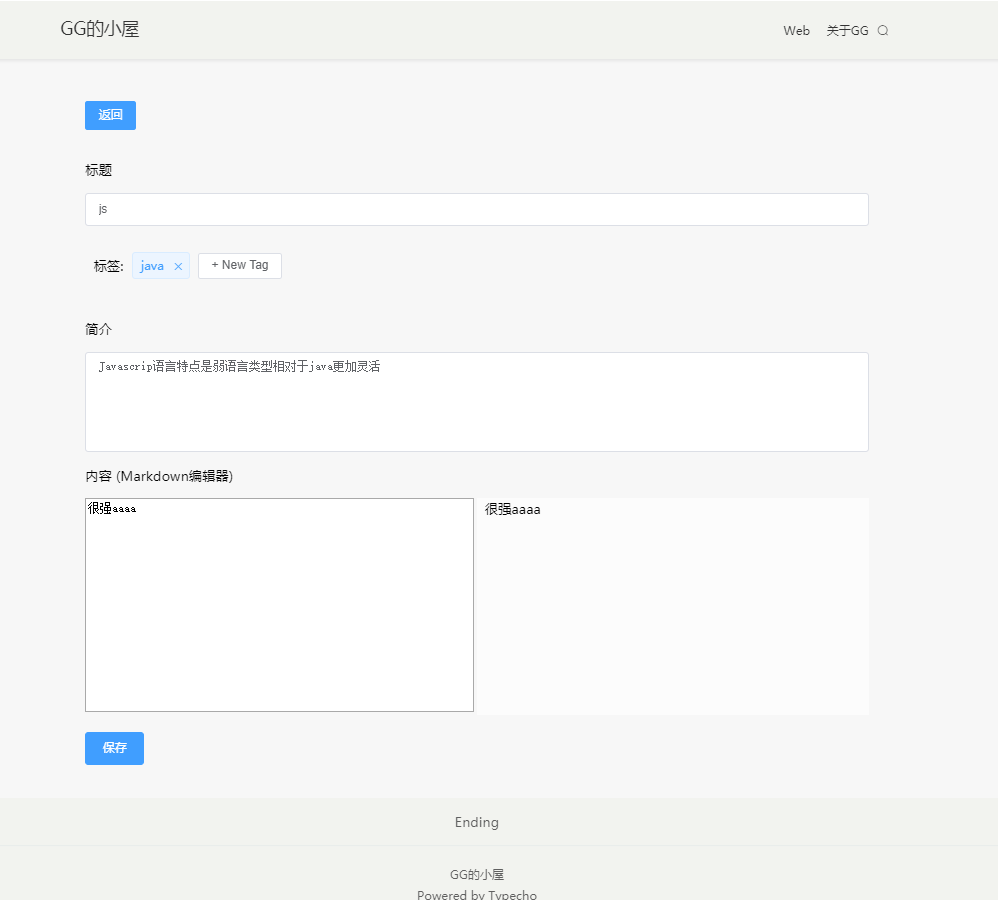 GG的小屋
Web 关于GG
返回
标题
js
标签: java × + New Tag
简介
Javascrip语言特点是弱语言类型相对于java更加灵活
内容 (Markdown编辑器)
很强aaaa 很强aaaa
保存
Ending
GG的小屋
Powered by Typecho